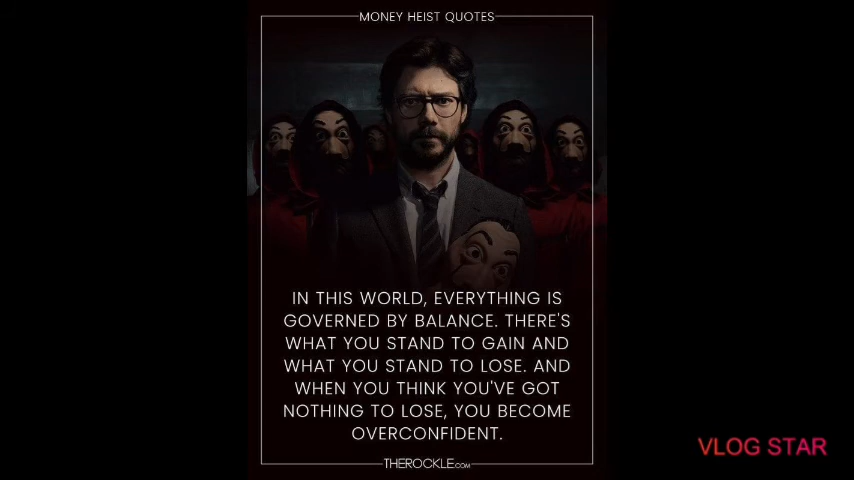 MONEY HEIST QUOTES
IN THIS WORLD, EVERYTHING IS
GOVERNED BY BALANCE. THERE'S
WHAT YOU STAND TO GAIN AND
WHAT YOU STAND TO LOSE. AND
WHEN YOU THINK YOU'VE GOT
NOTHING TO LOSE, YOU BECOME
OVERCONFIDENT.
THEROCKLE.COM
VLOG STAR